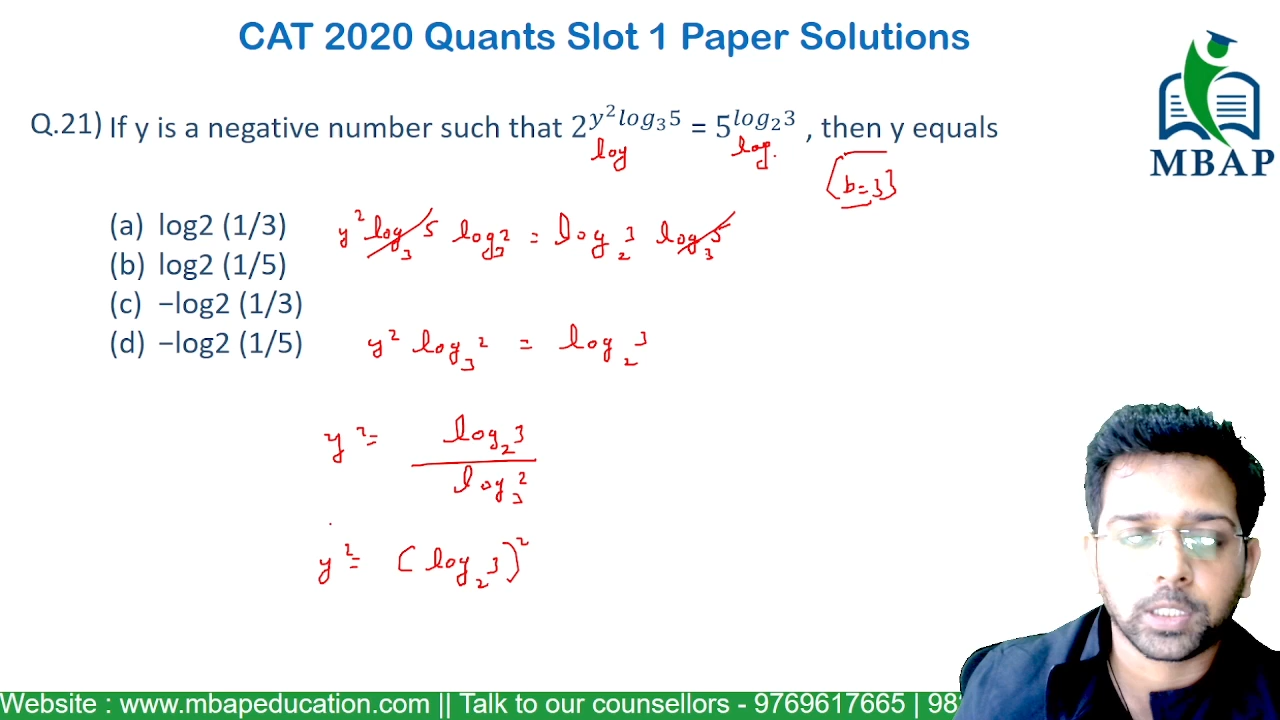 CAT 2020 Quants Slot 1 Paper Solutions
MBAP
Q.21) If y is a negative number such that 2^{y²log₃5} = 5^{log₂3} , then y equals
log log.
(b=3)
(a) log2 (1/3)
(b) log2 (1/5)
(c) −log2 (1/3)
(d) −log2 (1/5)
y² log₃5 log₃2 = log₂3 log₃5
y² log₃2 = log₂3
y² = log₂3 / log₃2
y² = (log₂3)²
Website : www.mbapeducation.com || Talk to our counsellors - 9769617665 | 98